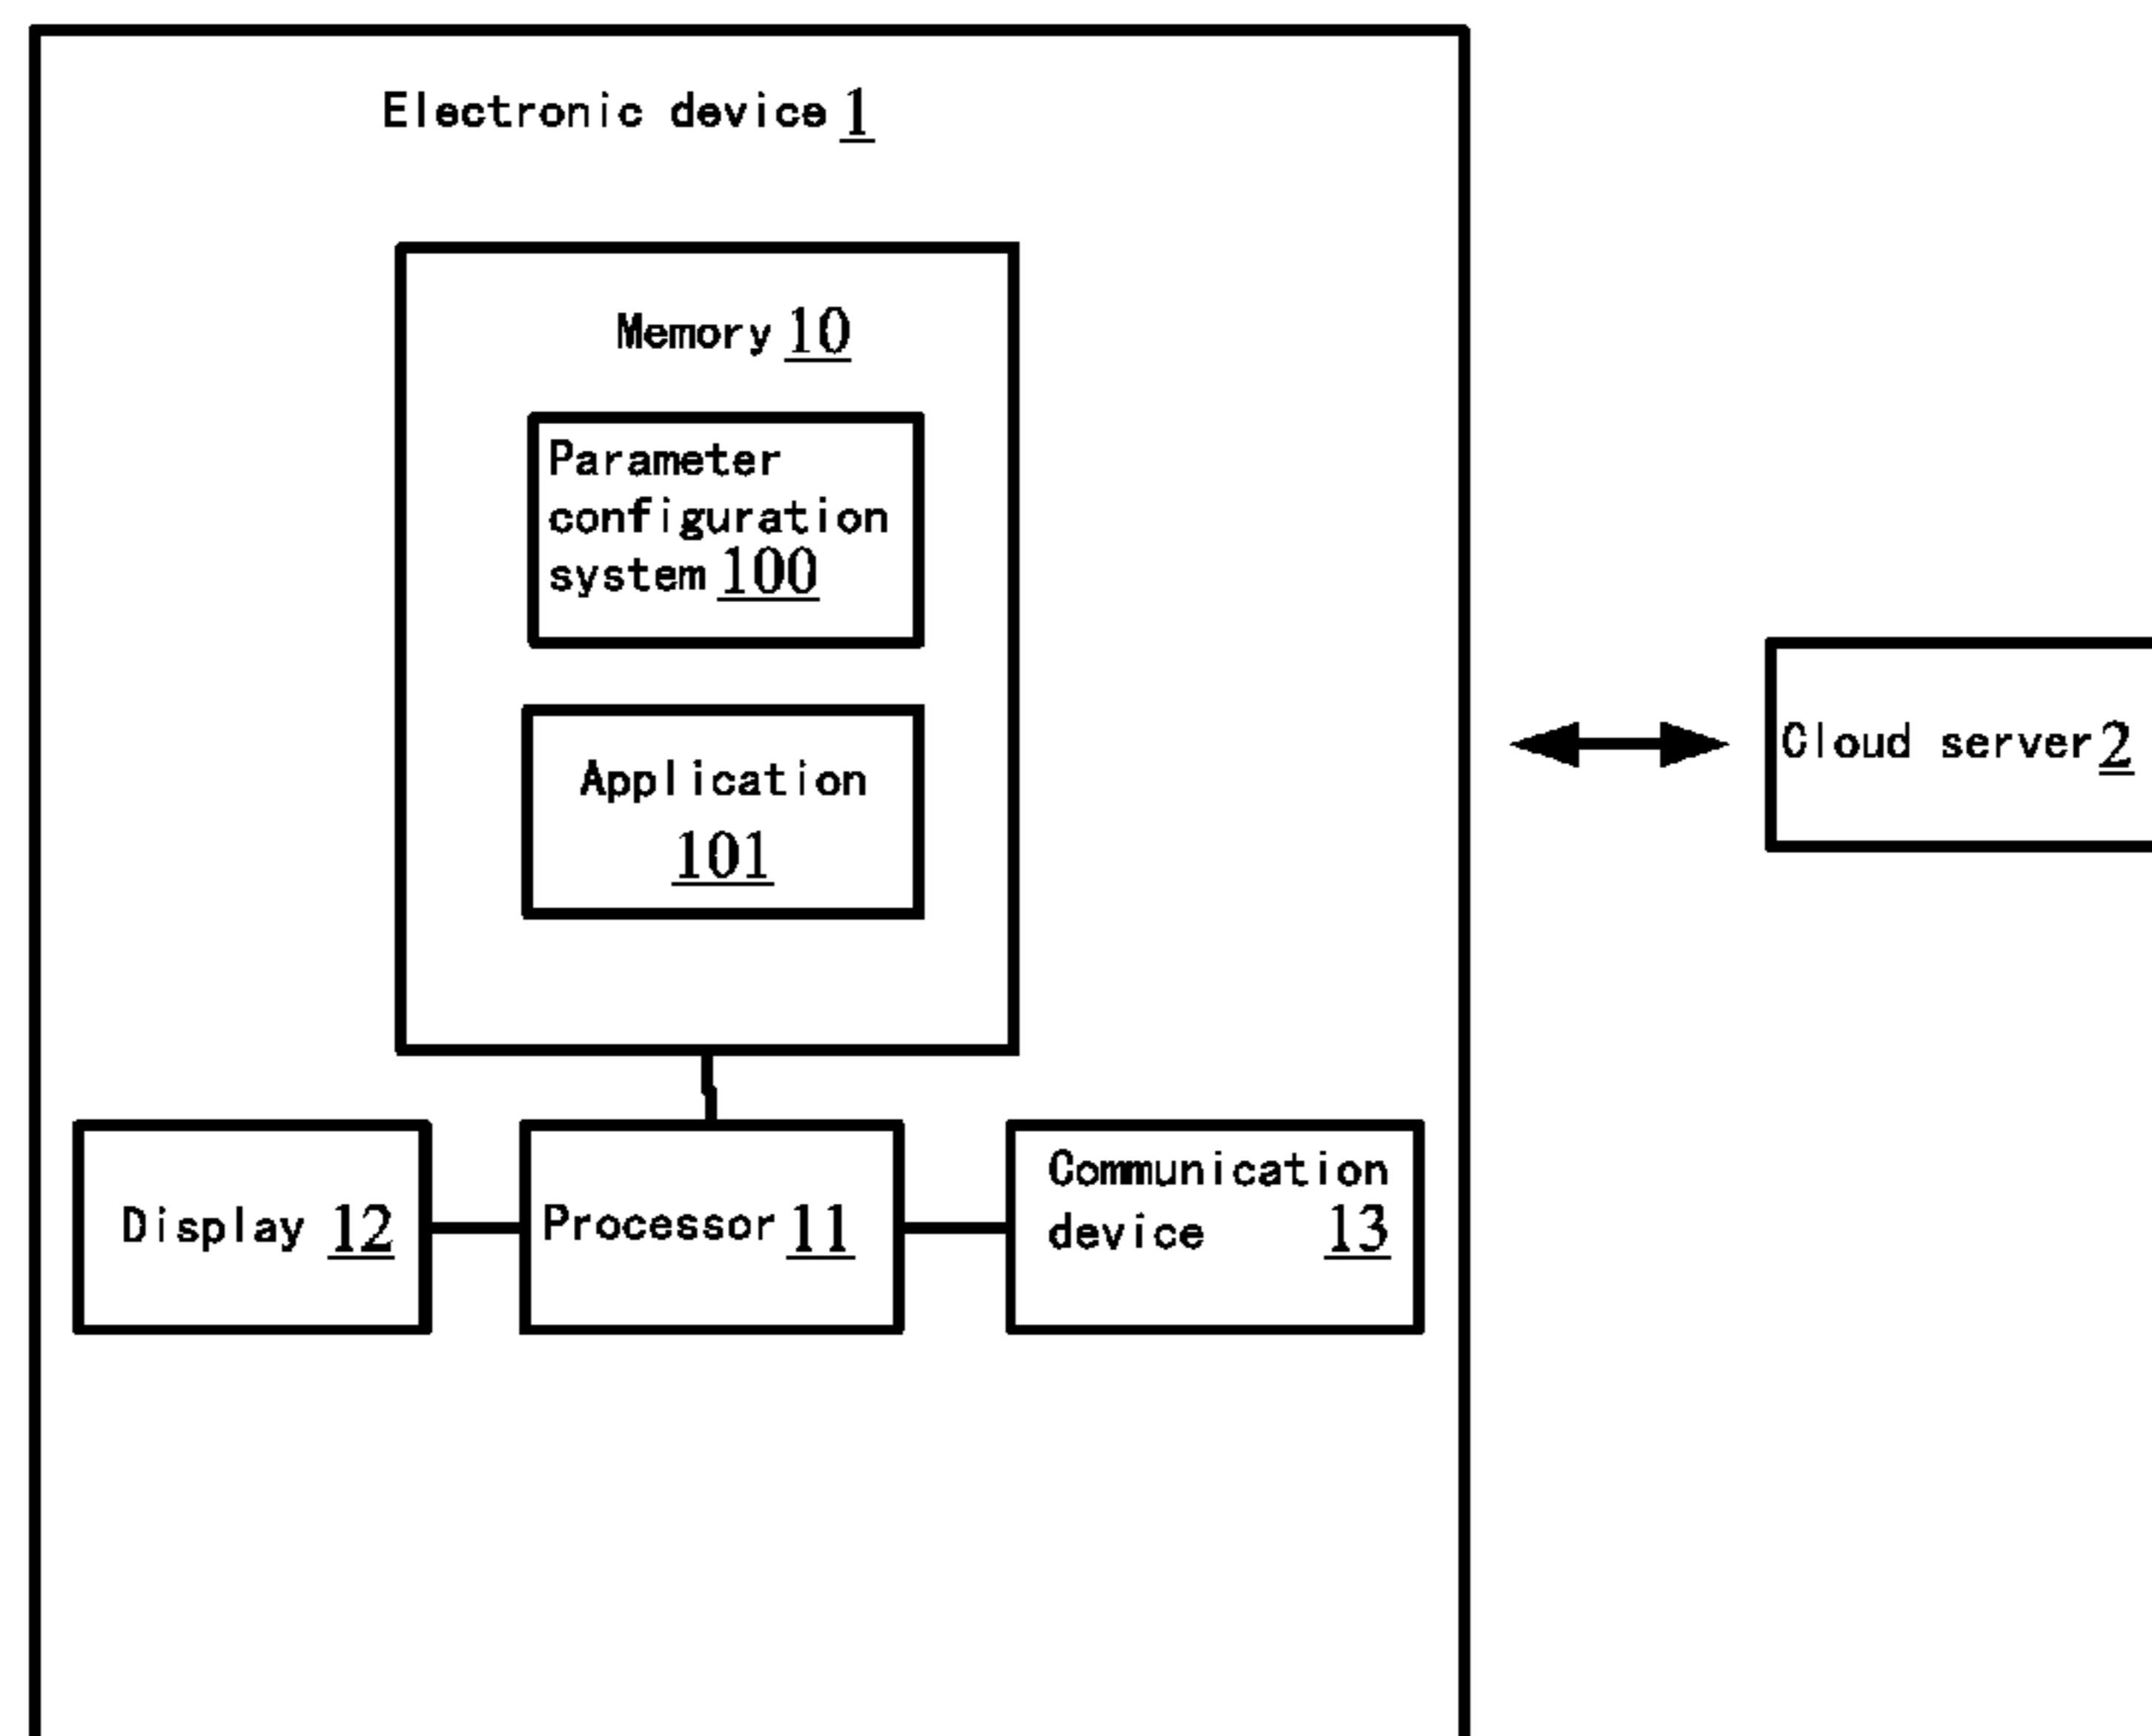 Electronic device 1
Memory 10
Parameter
configuration
system 100
Application
101
Cloud server 2
Display 12
Processor 11
Communication
device 13